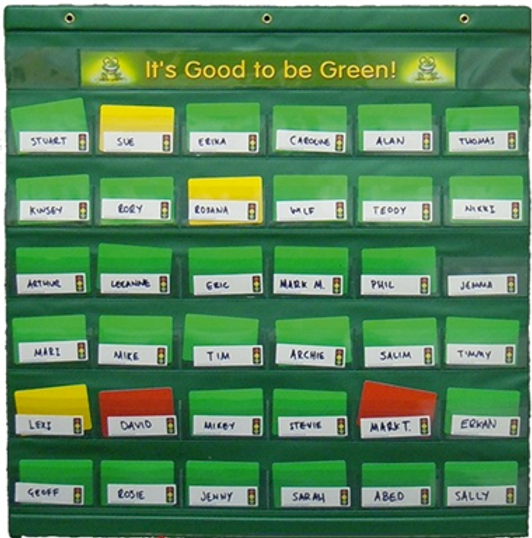 It's Good to be Green!
STUART SUE ERIKA CAROLINE ALAN THOMAS
KINSEY RORY ROXANA WILF TEDDY NIKKI
ARTHUR LEEANNE ERIC MARK M. PHIL JEMMA
MARI MIKE TIM ARCHIE SALIM TIMMY
LEXI DAVID MIKEY STEVIE MARK T. ERKAN
GEOFF ROSIE JENNY SARAH ABED SALLY